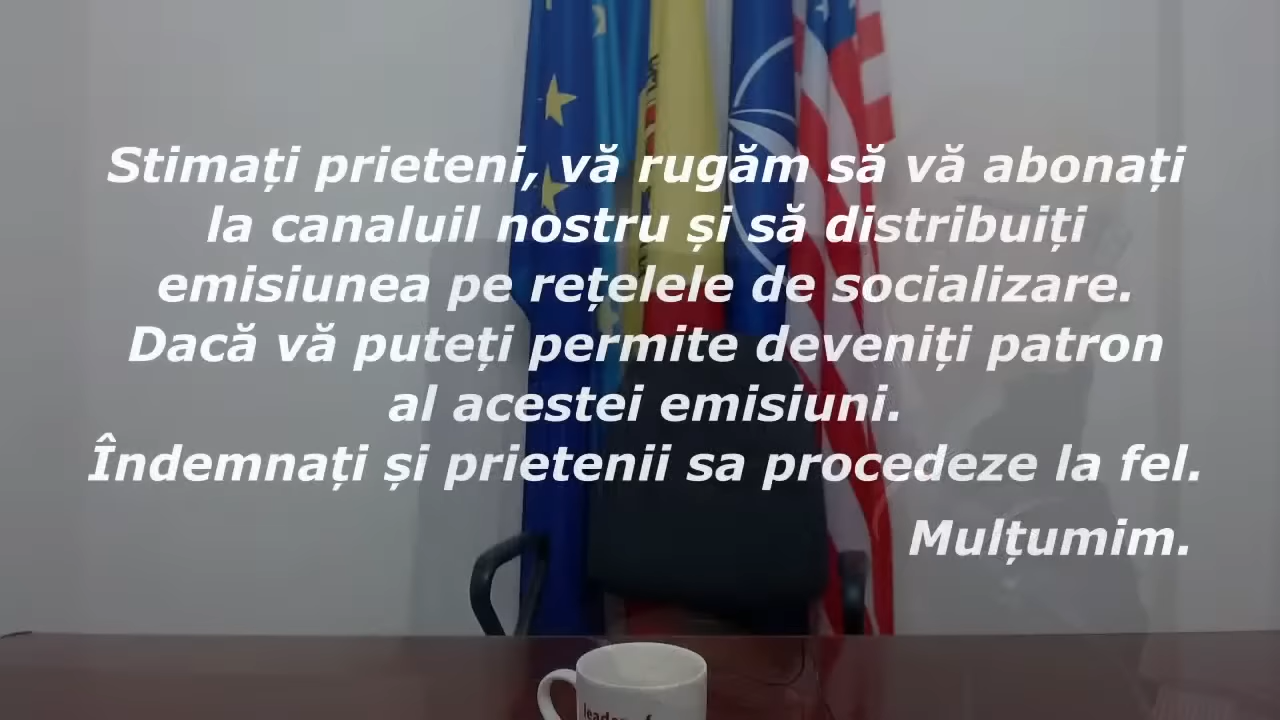 Stimați prieteni, vă rugăm să vă abonați
la canaluil nostru și să distribuiți
emisiunea pe rețelele de socializare.
Dacă vă puteți permite deveniți patron
al acestei emisiuni.
Îndemnați și prietenii sa procedeze la fel.
Mulțumim.